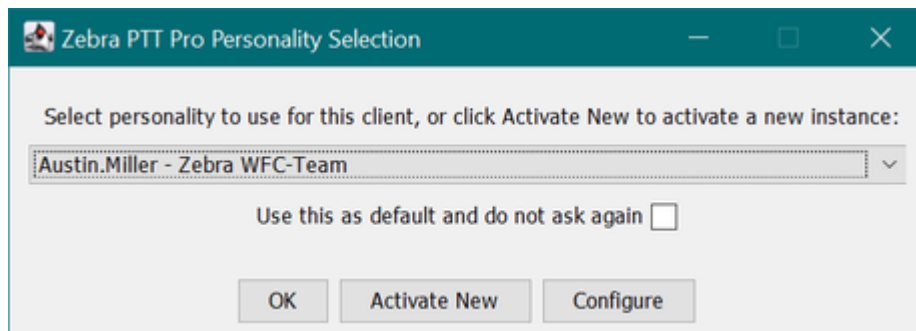 Zebra PTT Pro Personality Selection
Select personality to use for this client, or click Activate New to activate a new instance:
Austin.Miller - Zebra WFC-Team
Use this as default and do not ask again
OK Activate New Configure